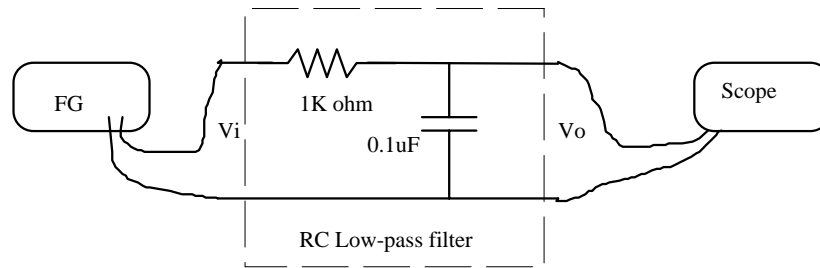 FG
Vi
1K ohm
0.1uF
Vo
Scope
RC Low-pass filter